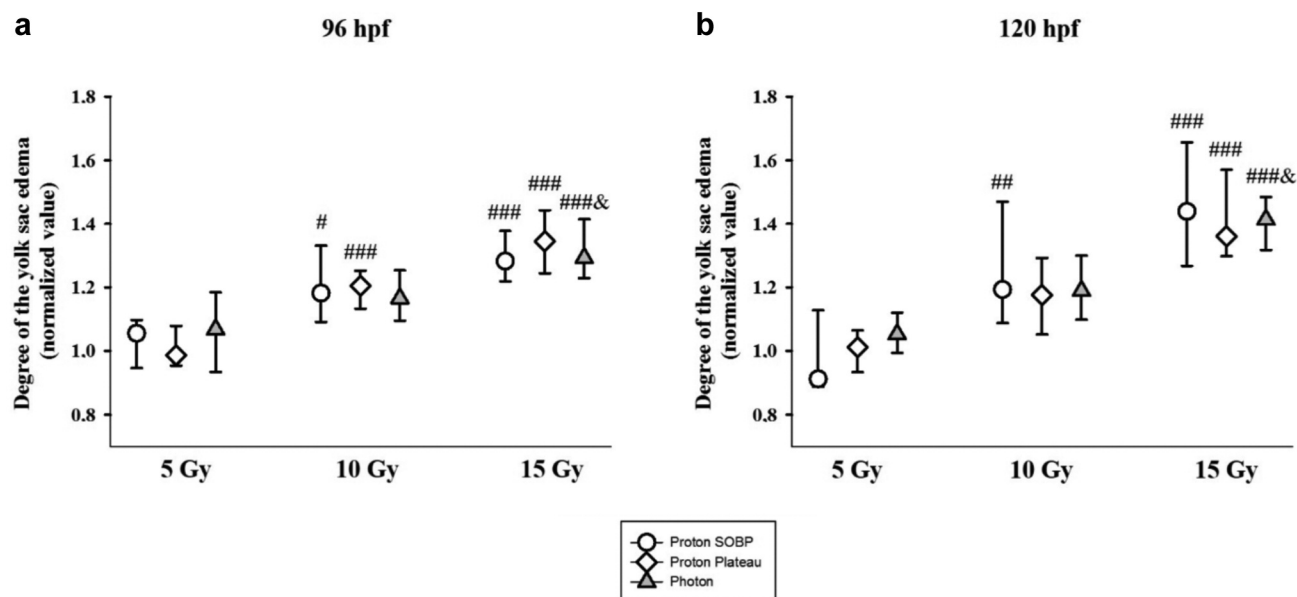 a
96 hpf
Degree of the yolk sac edema
(normalized value)
1.8
1.6
1.4
1.2
1.0
0.8
#
###
###
###
###&
5 Gy
10 Gy
15 Gy
b
120 hpf
Degree of the yolk sac edema
(normalized value)
1.8
1.6
1.4
1.2
1.0
0.8
##
###
###
###&
5 Gy
10 Gy
15 Gy
Proton SOBP
Proton Plateau
Photon